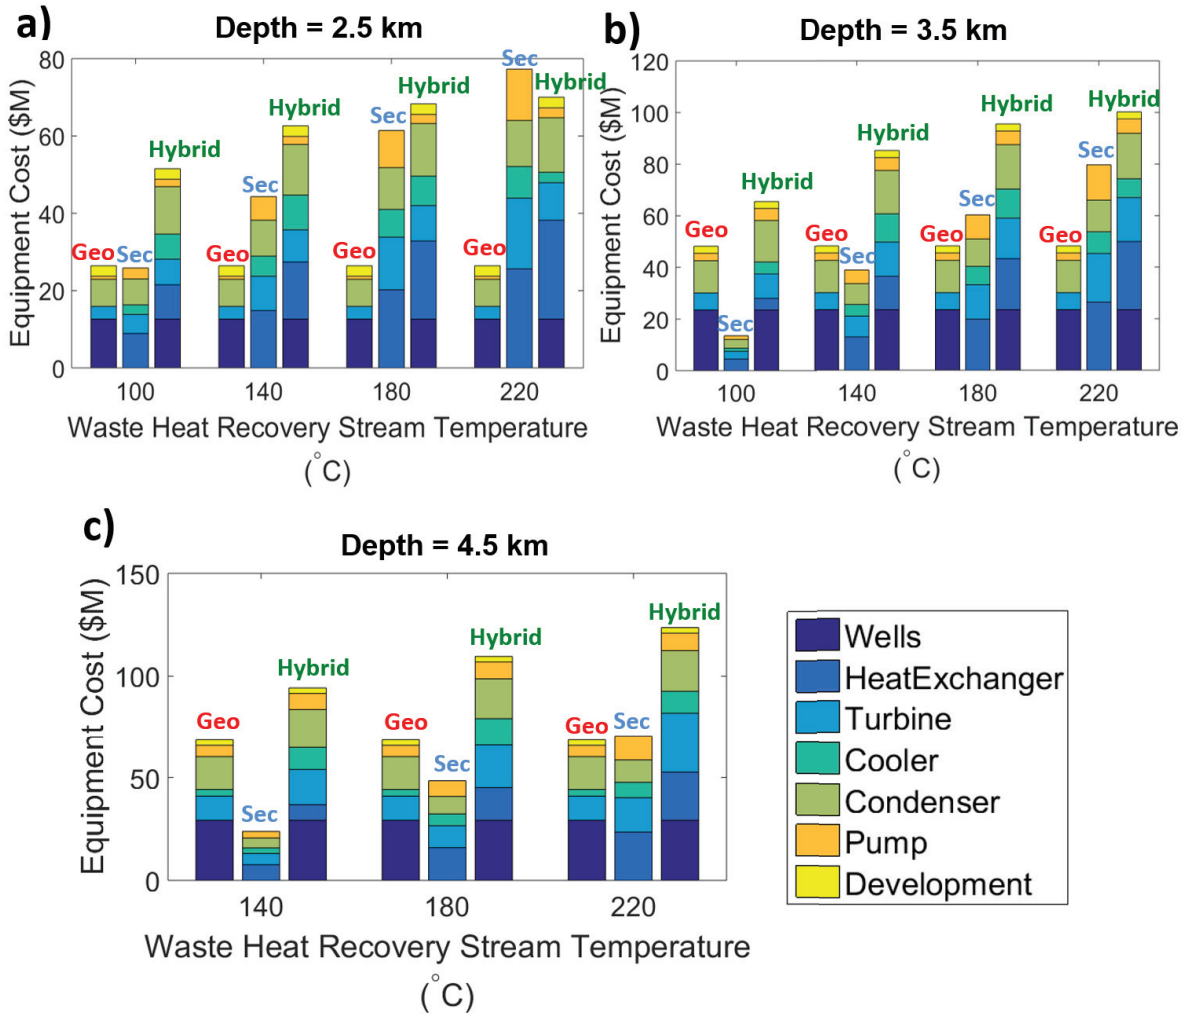 a)
Depth = 2.5 km
Equipment Cost ($M)
80
60
40
20
0
Geo
Sec
Hybrid
Geo
Sec
Hybrid
Geo
Sec
Hybrid
Geo
Sec
Hybrid
100
140
180
220
Waste Heat Recovery Stream Temperature
(°C)
b)
Depth = 3.5 km
Equipment Cost ($M)
120
100
80
60
40
20
0
Geo
Sec
Hybrid
Geo
Sec
Hybrid
Geo
Sec
Hybrid
Geo
Sec
Hybrid
100
140
180
220
Waste Heat Recovery Stream Temperature
(°C)
c)
Depth = 4.5 km
Equipment Cost ($M)
150
100
50
0
Geo
Sec
Hybrid
Geo
Sec
Hybrid
Geo
Sec
Hybrid
140
180
220
Waste Heat Recovery Stream Temperature
(°C)
Wells
HeatExchanger
Turbine
Cooler
Condenser
Pump
Development